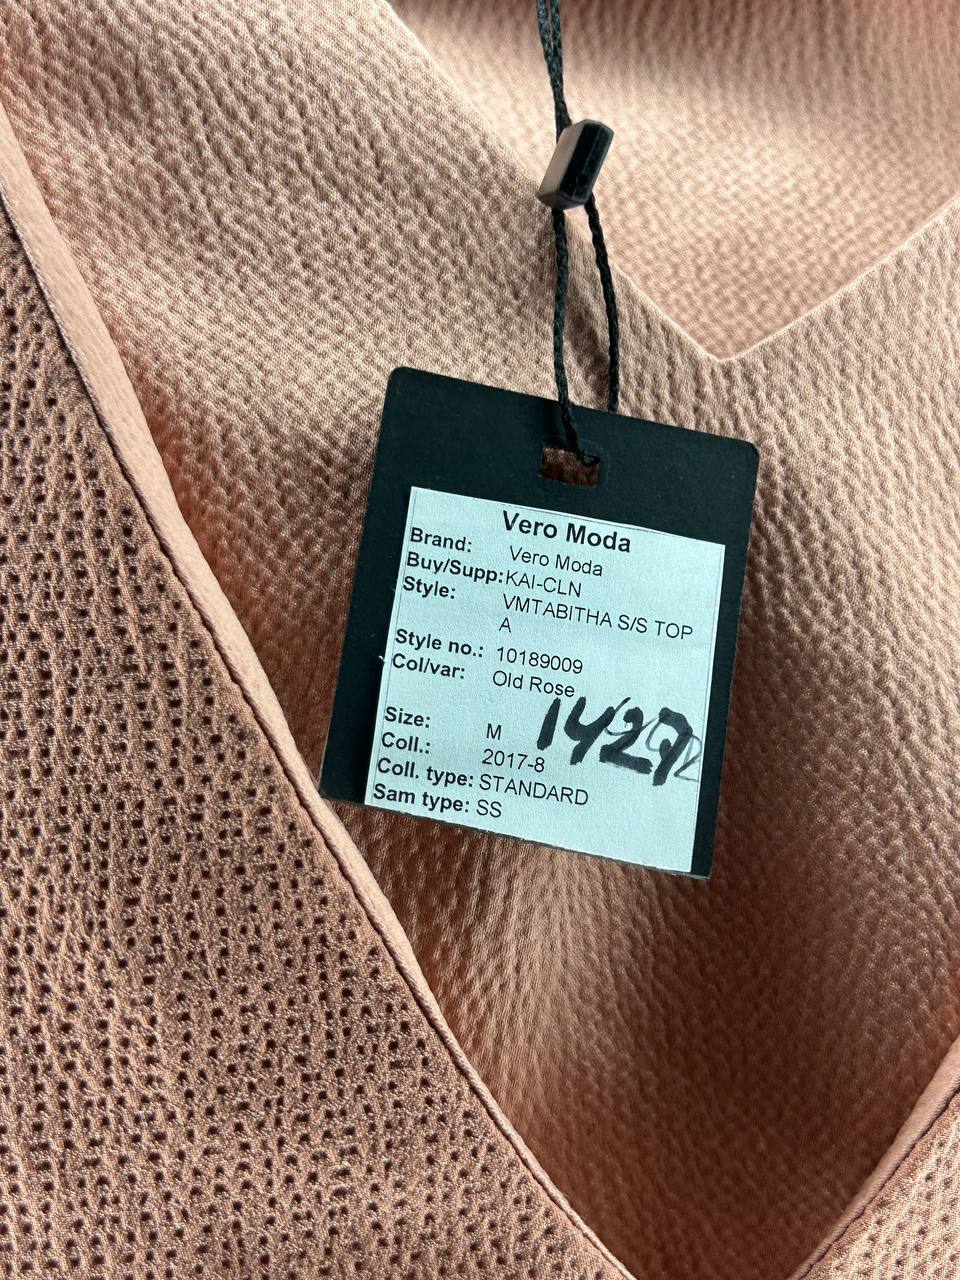 Vero Moda
Brand: Vero Moda
Buy/Supp: KAI-CLN
Style: VMTABITHA S/S TOP
A
Style no.: 10189009
Col/var: Old Rose
Size: M
Coll.: 2017-8
Coll. type: STANDARD
Sam type: SS